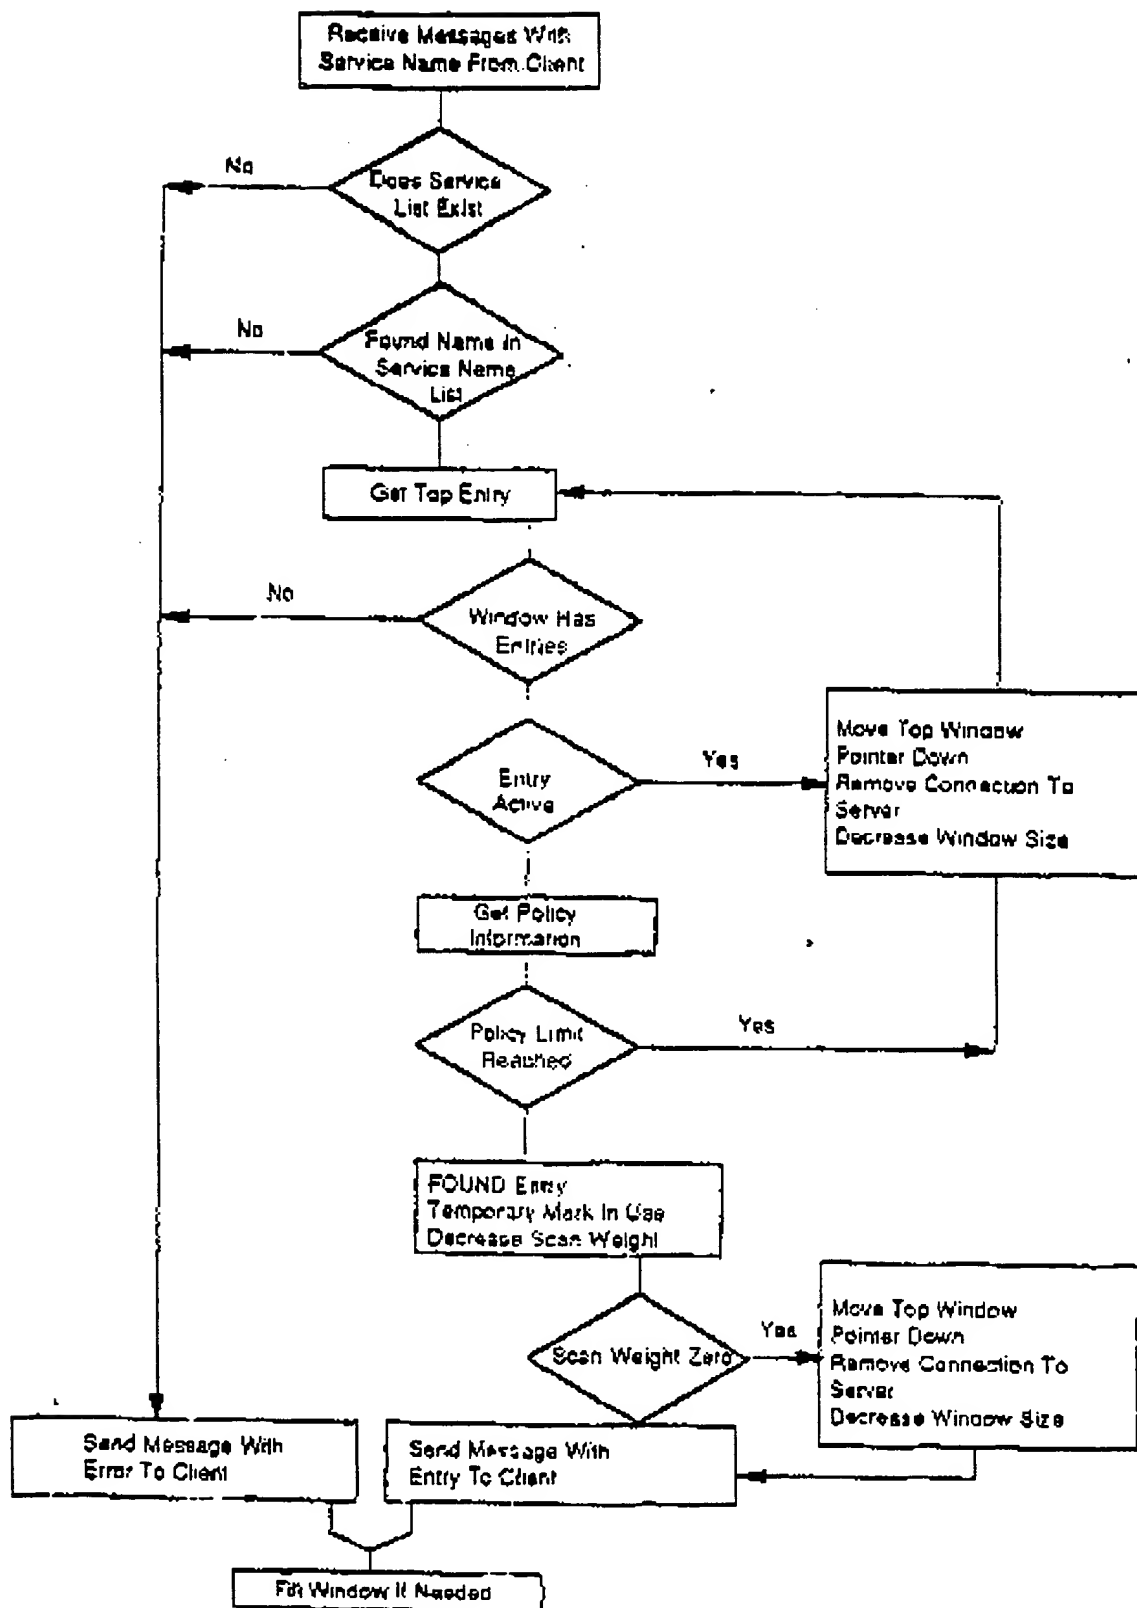 Receive Messages With
Service Name From Client
No
Does Service
List Exist
No
Found Name In
Service Name
List
Get Top Entry
No
Window Has
Entries
Move Top Window
Pointer Down
Remove Connection To
Server
Decrease Window Size
Yes
Entry
Active
Get Policy
Information
Policy Limit
Reached
Yes
FOUND Entry
Temporary Mark In Use
Decrease Scan Weight
Scan Weight Zero
Yes
Move Top Window
Pointer Down
Remove Connection To
Server
Decrease Window Size
Send Message With
Error To Client
Send Message With
Entry To Client
Fill Window If Needed